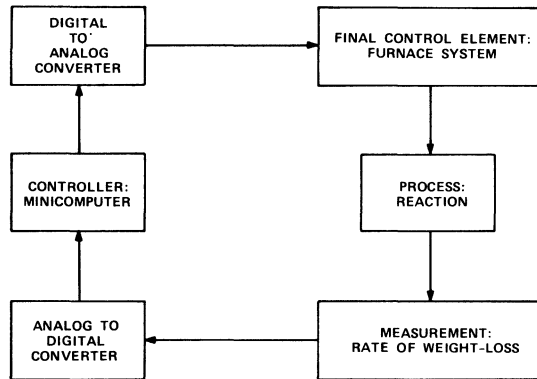 DIGITAL
TO
ANALOG
CONVERTER
FINAL CONTROL ELEMENT:
FURNACE SYSTEM
CONTROLLER:
MINICOMPUTER
PROCESS:
REACTION
ANALOG TO
DIGITAL
CONVERTER
MEASUREMENT:
RATE OF WEIGHT-LOSS